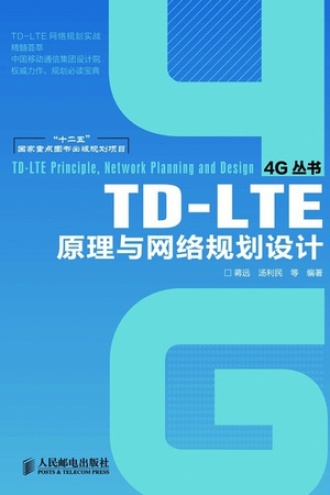 TD-LTE 网络规划实战
精髓荟萃
中国移动通信集团设计院
权威力作、规划必读宝典
“十二五”
国家重点图书出版规划项目
TD-LTE Principle, Network Planning and Design
4G 丛书
TD-LTE
原理与网络规划设计
□ 蒋远 汤利民 等 编著
4G
人民邮电出版社
POSTS & TELECOM PRESS